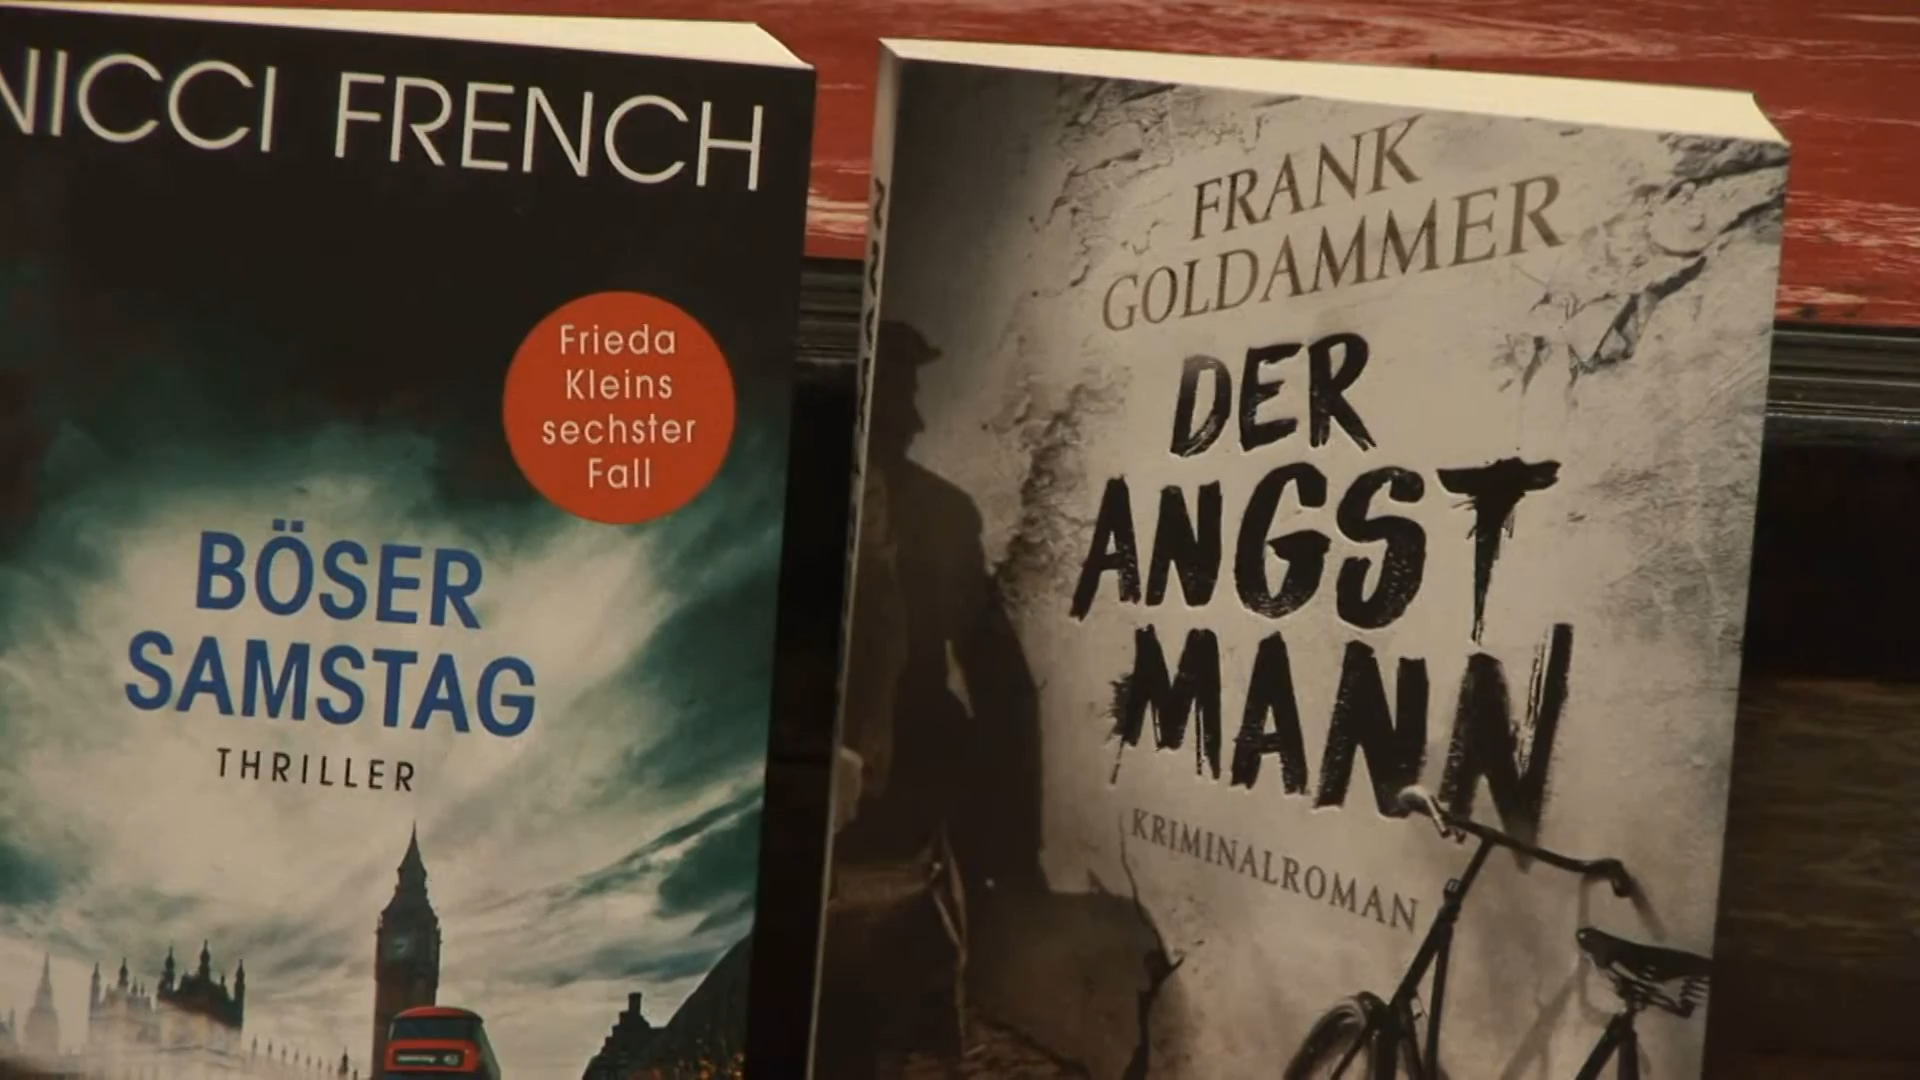 NICCI FRENCH
Frieda
Kleins
sechster
Fall
BÖSER
SAMSTAG
THRILLER
FRANK
GOLDAMMER
DER
ANGST
MANN
KRIMINALROMAN